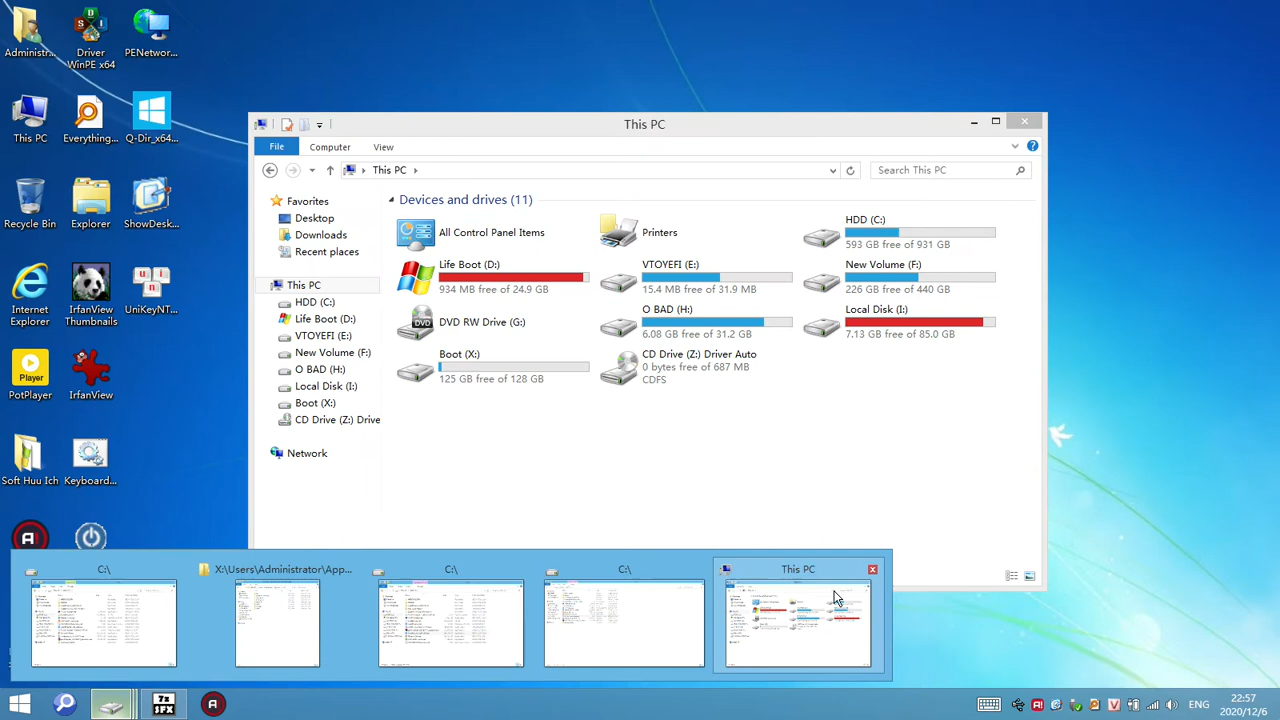 Administr...
Driver
WinPE x64
PENetwor...
This PC
Everything...
Q-Dir_x64...
Recycle Bin
Explorer
ShowDesk...
Internet
Explorer
IrfanView
Thumbnails
UniKeyNT...
PotPlayer
IrfanView
Soft Huu Ich
Keyboard...
This PC
File
Computer
View
This PC
Search This PC
Favorites
Desktop
Downloads
Recent places
This PC
HDD (C:)
Life Boot (D:)
VTOYEFI (E:)
New Volume (F:)
O BAD (H:)
Local Disk (I:)
Boot (X:)
CD Drive (Z:) Drive
Network
Devices and drives (11)
All Control Panel Items
Printers
HDD (C:)
593 GB free of 931 GB
Life Boot (D:)
934 MB free of 24.9 GB
VTOYEFI (E:)
15.4 MB free of 31.9 MB
New Volume (F:)
226 GB free of 440 GB
DVD RW Drive (G:)
O BAD (H:)
6.08 GB free of 31.2 GB
Local Disk (I:)
7.13 GB free of 85.0 GB
Boot (X:)
125 GB free of 128 GB
CD Drive (Z:) Driver Auto
0 bytes free of 687 MB
CDFS
C:\
X:\Users\Administrator\App...
C:\
C:\
This PC
7z
SFX
ENG
22:57
2020/12/6